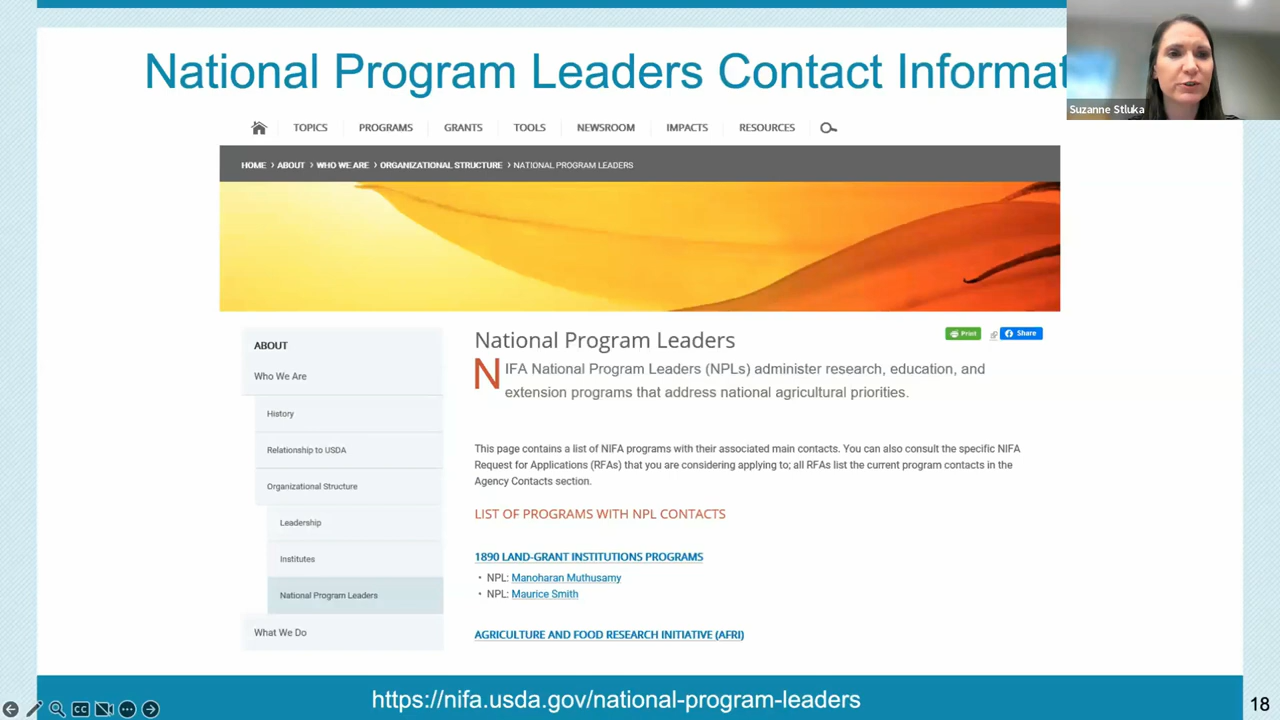 National Program Leaders Contact Informat
Suzanne Stluka
TOPICS PROGRAMS GRANTS TOOLS NEWSROOM IMPACTS RESOURCES
HOME › ABOUT › WHO WE ARE › ORGANIZATIONAL STRUCTURE › NATIONAL PROGRAM LEADERS
ABOUT
Who We Are
History
Relationship to USDA
Organizational Structure
Leadership
Institutes
National Program Leaders
What We Do
National Program Leaders
Print
Share
NIFA National Program Leaders (NPLs) administer research, education, and
extension programs that address national agricultural priorities.
This page contains a list of NIFA programs with their associated main contacts. You can also consult the specific NIFA
Request for Applications (RFAs) that you are considering applying to; all RFAs list the current program contacts in the
Agency Contacts section.
LIST OF PROGRAMS WITH NPL CONTACTS
1890 LAND-GRANT INSTITUTIONS PROGRAMS
• NPL: Manoharan Muthusamy
• NPL: Maurice Smith
AGRICULTURE AND FOOD RESEARCH INITIATIVE (AFRI)
CC
https://nifa.usda.gov/national-program-leaders
18